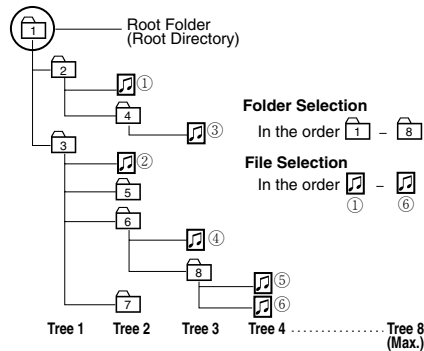 1 Root Folder
(Root Directory)
2
①
4
Folder Selection
③
In the order 1 – 8
3
②
File Selection
5
In the order –
① ⑥
6
④
8
⑤
⑥
7
Tree 1 Tree 2 Tree 3 Tree 4 ................ Tree 8
(Max.)